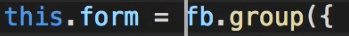 this.form = fb.group({